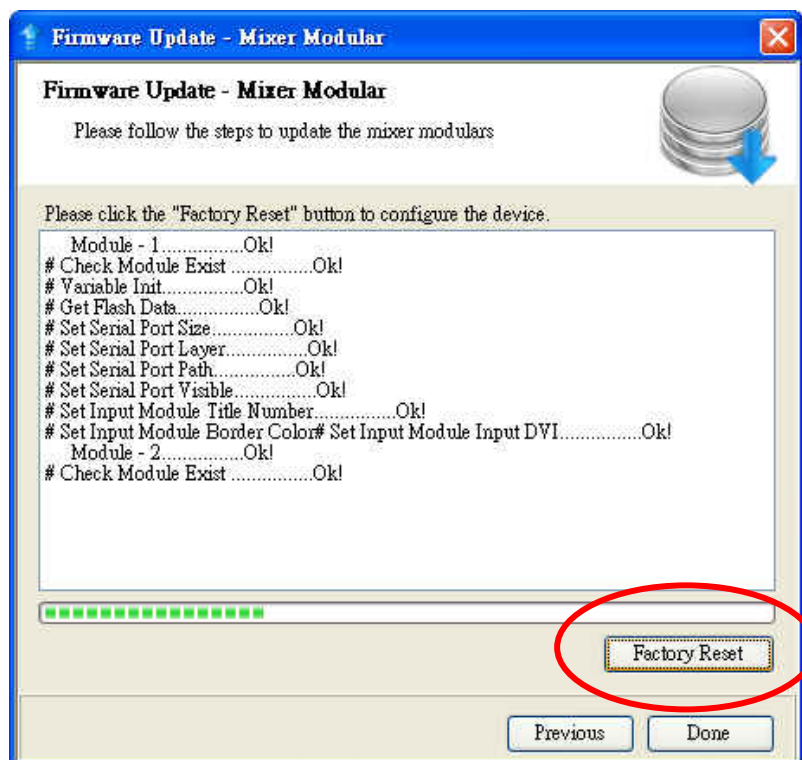 Firmware Update - Mixer Modular
Firmware Update - Mixer Modular
Please follow the steps to update the mixer modulars
Please click the "Factory Reset" button to configure the device.
Module - 1...............Ok!
# Check Module Exist ...............Ok!
# Variable Init...............Ok!
# Get Flash Data...............Ok!
# Set Serial Port Size...............Ok!
# Set Serial Port Layer...............Ok!
# Set Serial Port Path...............Ok!
# Set Serial Port Visible...............Ok!
# Set Input Module Title Number...............Ok!
# Set Input Module Border Color# Set Input Module Input DVI...............Ok!
Module - 2...............Ok!
# Check Module Exist ...............Ok!
Factory Reset
Previous
Done